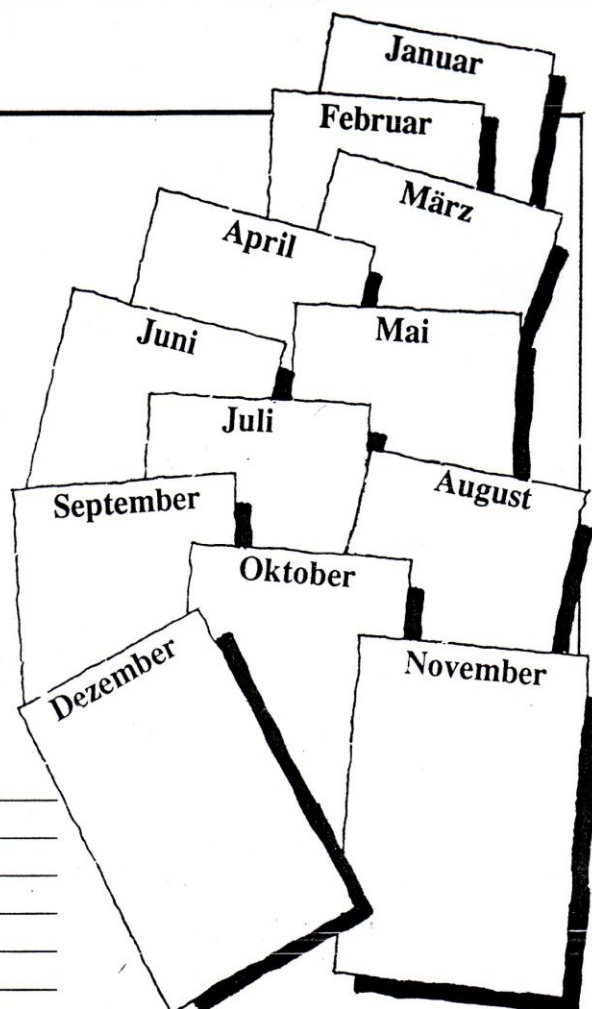 Januar
Februar
März
April
Mai
Juni
Juli
August
September
Oktober
November
Dezember